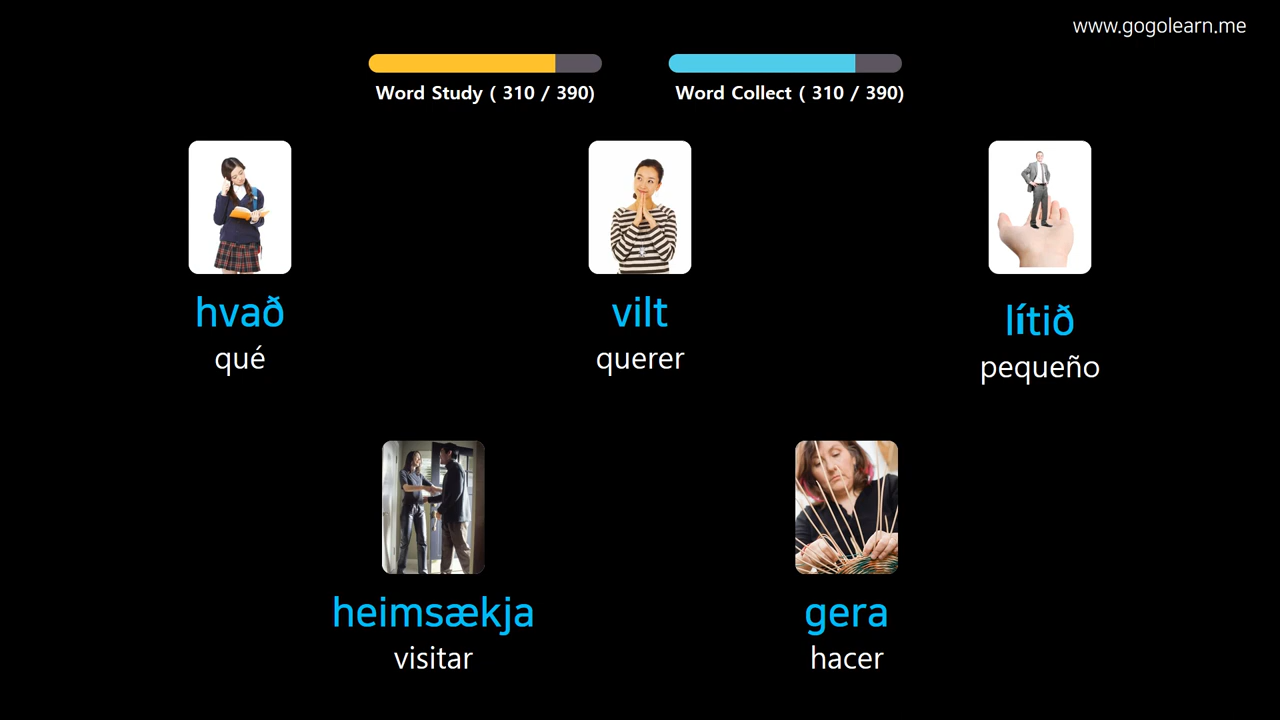 www.gogolearn.me
Word Study ( 310 / 390)
Word Collect ( 310 / 390)
hvað
qué
vilt
querer
lítið
pequeño
heimsækja
visitar
gera
hacer